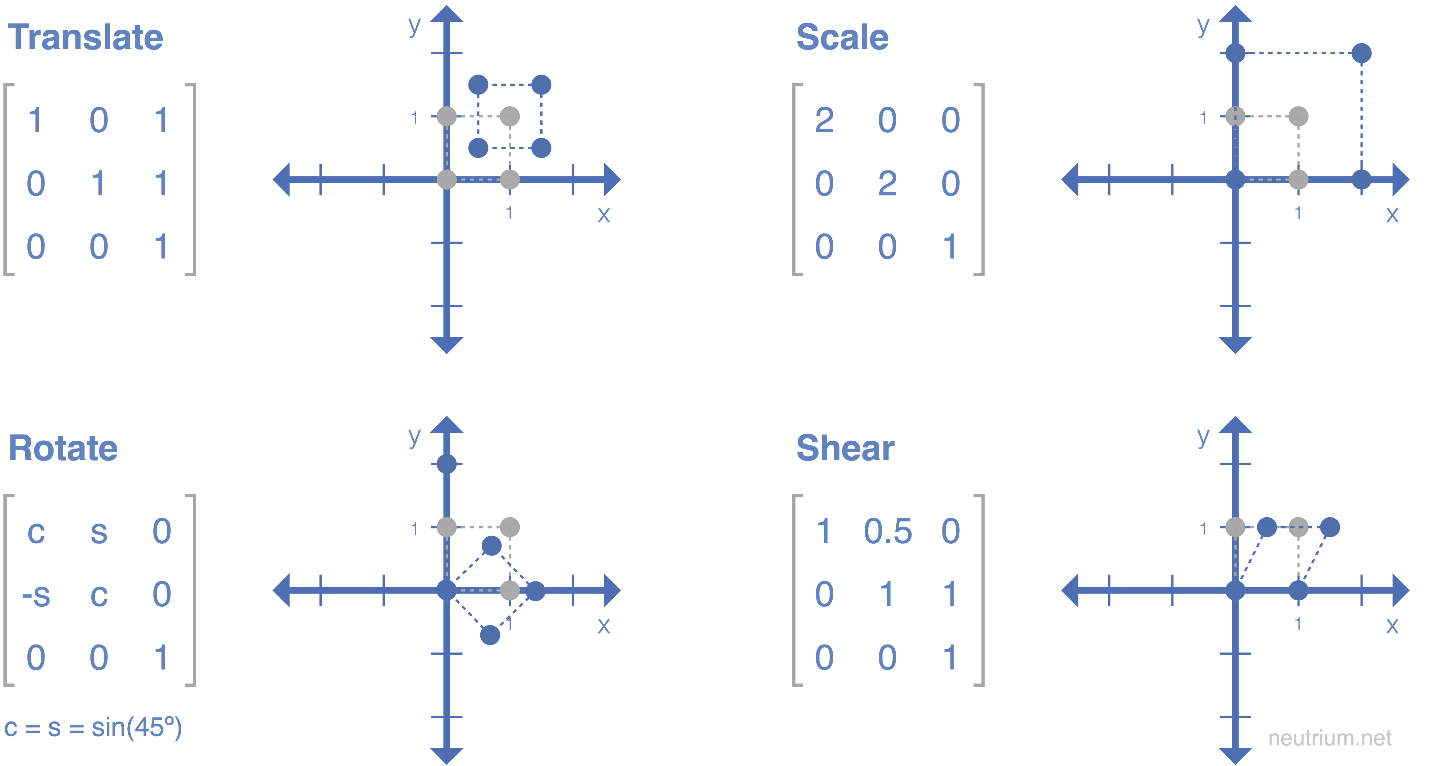 Translate
1 0 1
0 1 1
0 0 1
y
1
1
x
Scale
2 0 0
0 2 0
0 0 1
y
1
1
x
Rotate
c s 0
-s c 0
0 0 1
c = s = sin(45º)
y
1
1
x
Shear
1 0.5 0
0 1 1
0 0 1
y
1
1
x
neutrium.net